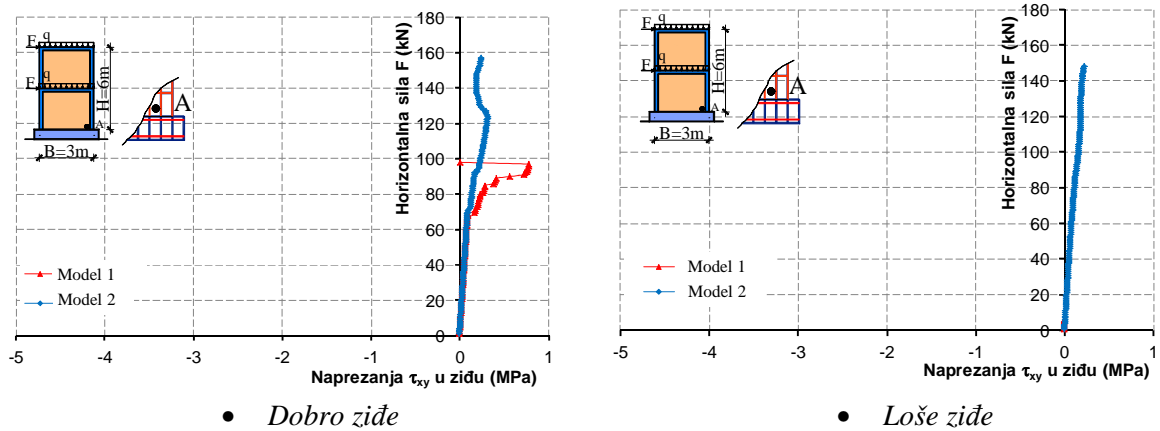 Horizontalna sila F (kN)
180
160
140
120
100
80
60
40
20
0
-5 -4 -3 -2 -1 0 1
Naprezanja τxy u ziđu (MPa)
q
F
q
F
H=6m
A
B=3m
A
Model 1
Model 2
• Dobro ziđe
Horizontalna sila F (kN)
180
160
140
120
100
80
60
40
20
0
-5 -4 -3 -2 -1 0 1
Naprezanja τxy u ziđu (MPa)
q
F
q
F
H=6m
A
B=3m
A
Model 1
Model 2
• Loše ziđe